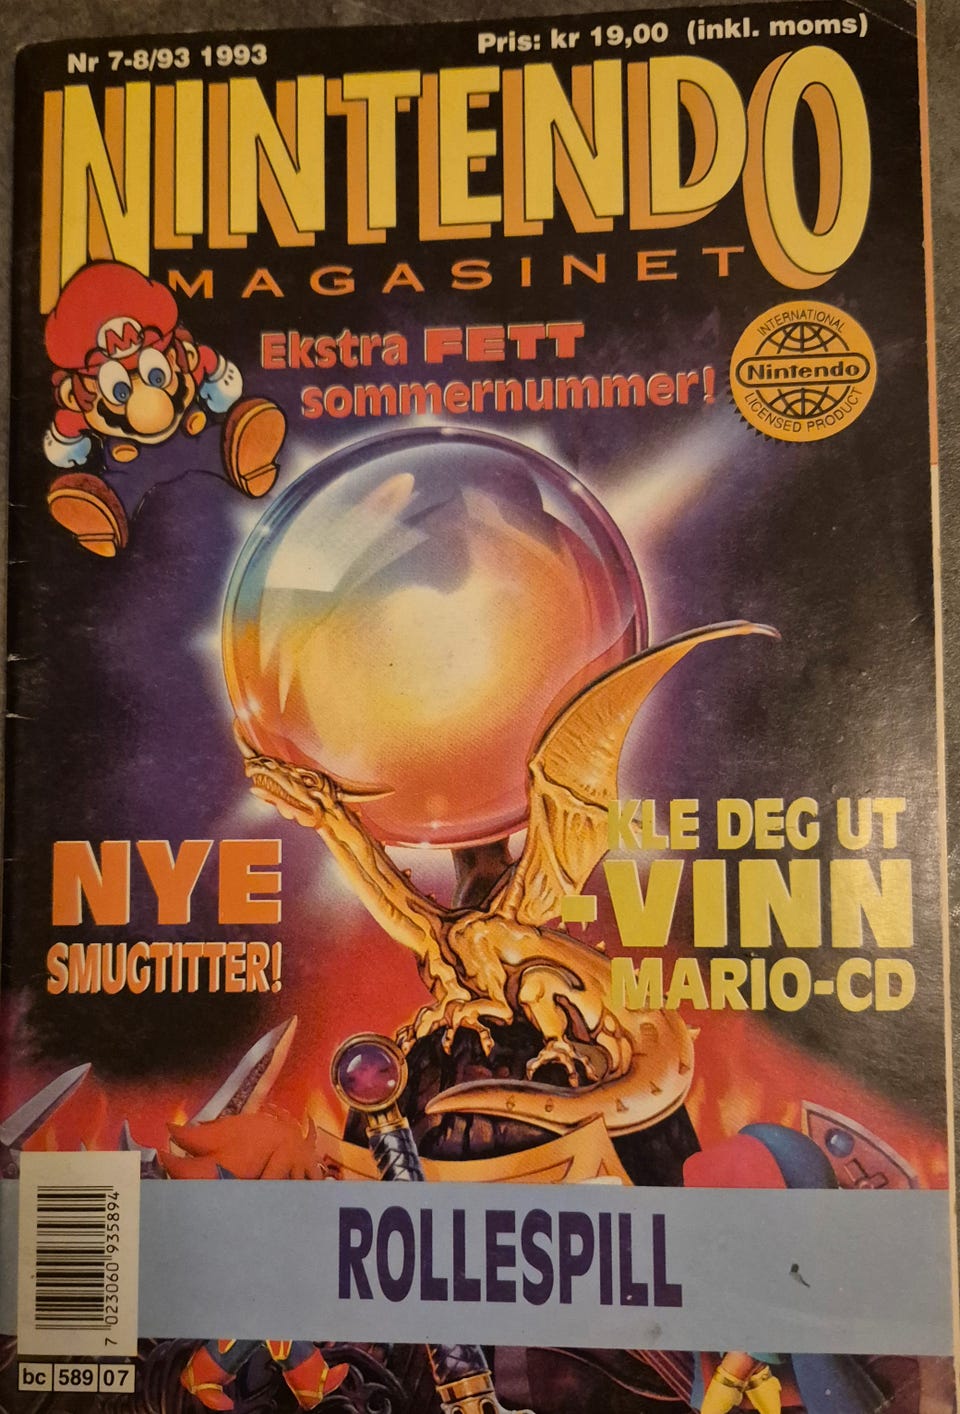 Nr 7-8/93 1993
Pris: kr 19,00 (inkl. moms)
NINTENDO
MAGASINET
M
Ekstra FETT
sommernummer!
INTERNATIONAL
Nintendo
LICENSED PRODUCT
KLE DEG UT
-VINN
MARIO-CD
NYE
SMUGTITTER!
ROLLESPILL
7 023060 935894
bc 589 07